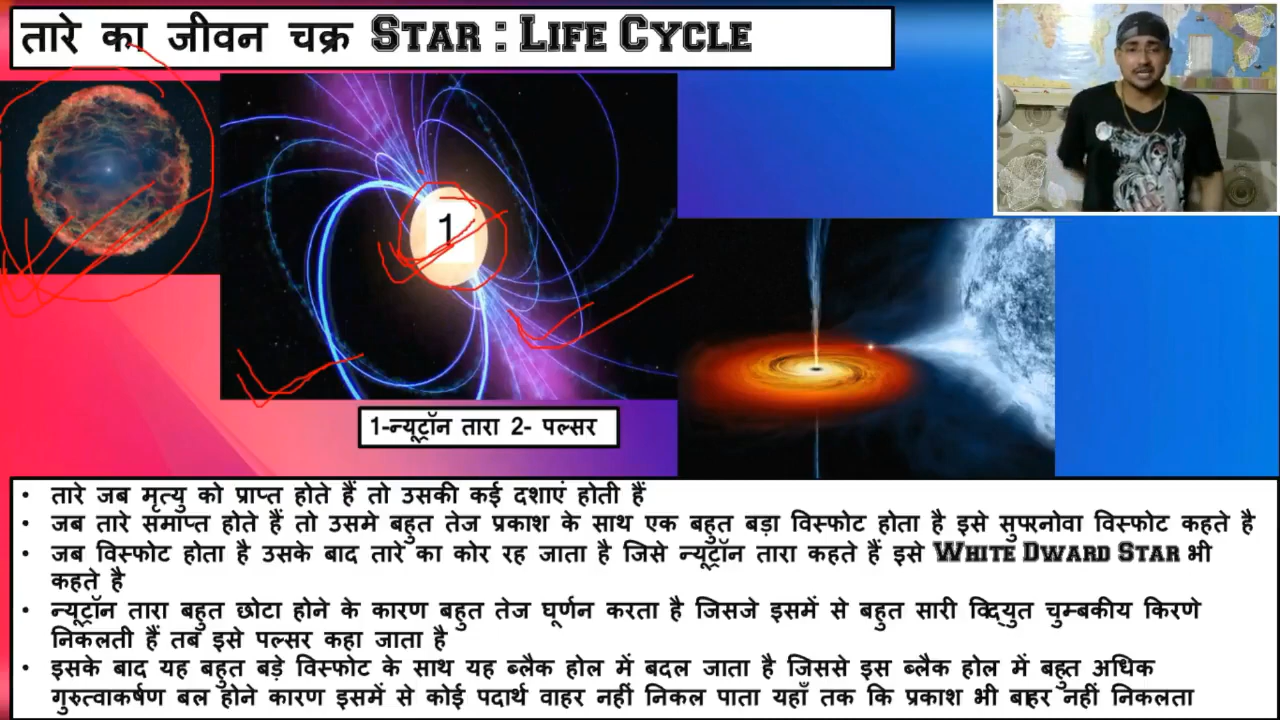 तारे का जीवन चक्र Star : Life Cycle
1
1-न्यूट्रॉन तारा 2- पल्सर
• तारे जब मृत्यु को प्राप्त होते हैं तो उसकी कई दशाएं होती हैं
• जब तारे समाप्त होते हैं तो उसमे बहुत तेज प्रकाश के साथ एक बहुत बड़ा विस्फोट होता है इसे सुपरनोवा विस्फोट कहते है
• जब विस्फोट होता है उसके बाद तारे का कोर रह जाता है जिसे न्यूट्रॉन तारा कहते हैं इसे White Dward Star भी
कहते है
• न्यूट्रॉन तारा बहुत छोटा होने के कारण बहुत तेज घूर्णन करता है जिसजे इसमें से बहुत सारी विद्युत चुम्बकीय किरणे
निकलती हैं तब इसे पल्सर कहा जाता है
• इसके बाद यह बहुत बड़े विस्फोट के साथ यह ब्लैक होल में बदल जाता है जिससे इस ब्लैक होल में बहुत अधिक
गुरुत्वाकर्षण बल होने कारण इसमें से कोई पदार्थ वाहर नहीं निकल पाता यहाँ तक कि प्रकाश भी बाहर नहीं निकलता